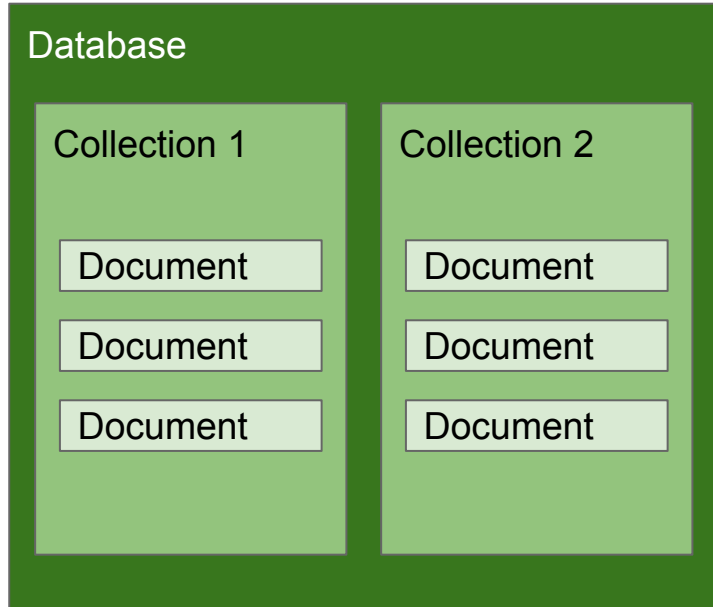 Database
Collection 1
Document
Document
Document
Collection 2
Document
Document
Document